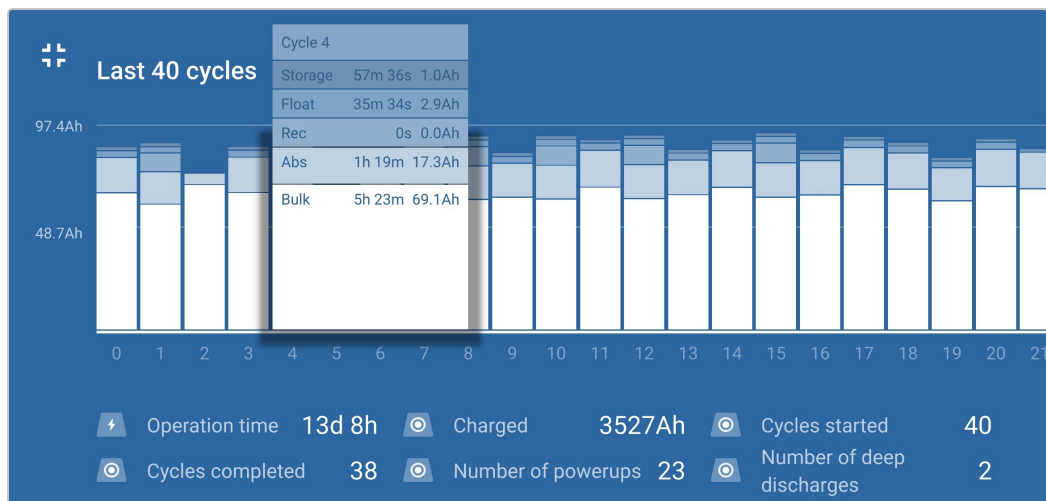 Cycle 4
Last 40 cycles
Storage 57m 36s 1.0Ah
Float 35m 34s 2.9Ah
97.4Ah
Rec 0s 0.0Ah
Abs 1h 19m 17.3Ah
Bulk 5h 23m 69.1Ah
48.7Ah
0 1 2 3 4 5 6 7 8 9 10 11 12 13 14 15 16 17 18 19 20 21
Operation time 13d 8h Charged 3527Ah Cycles started 40
Cycles completed 38 Number of powerups 23 Number of deep
discharges 2